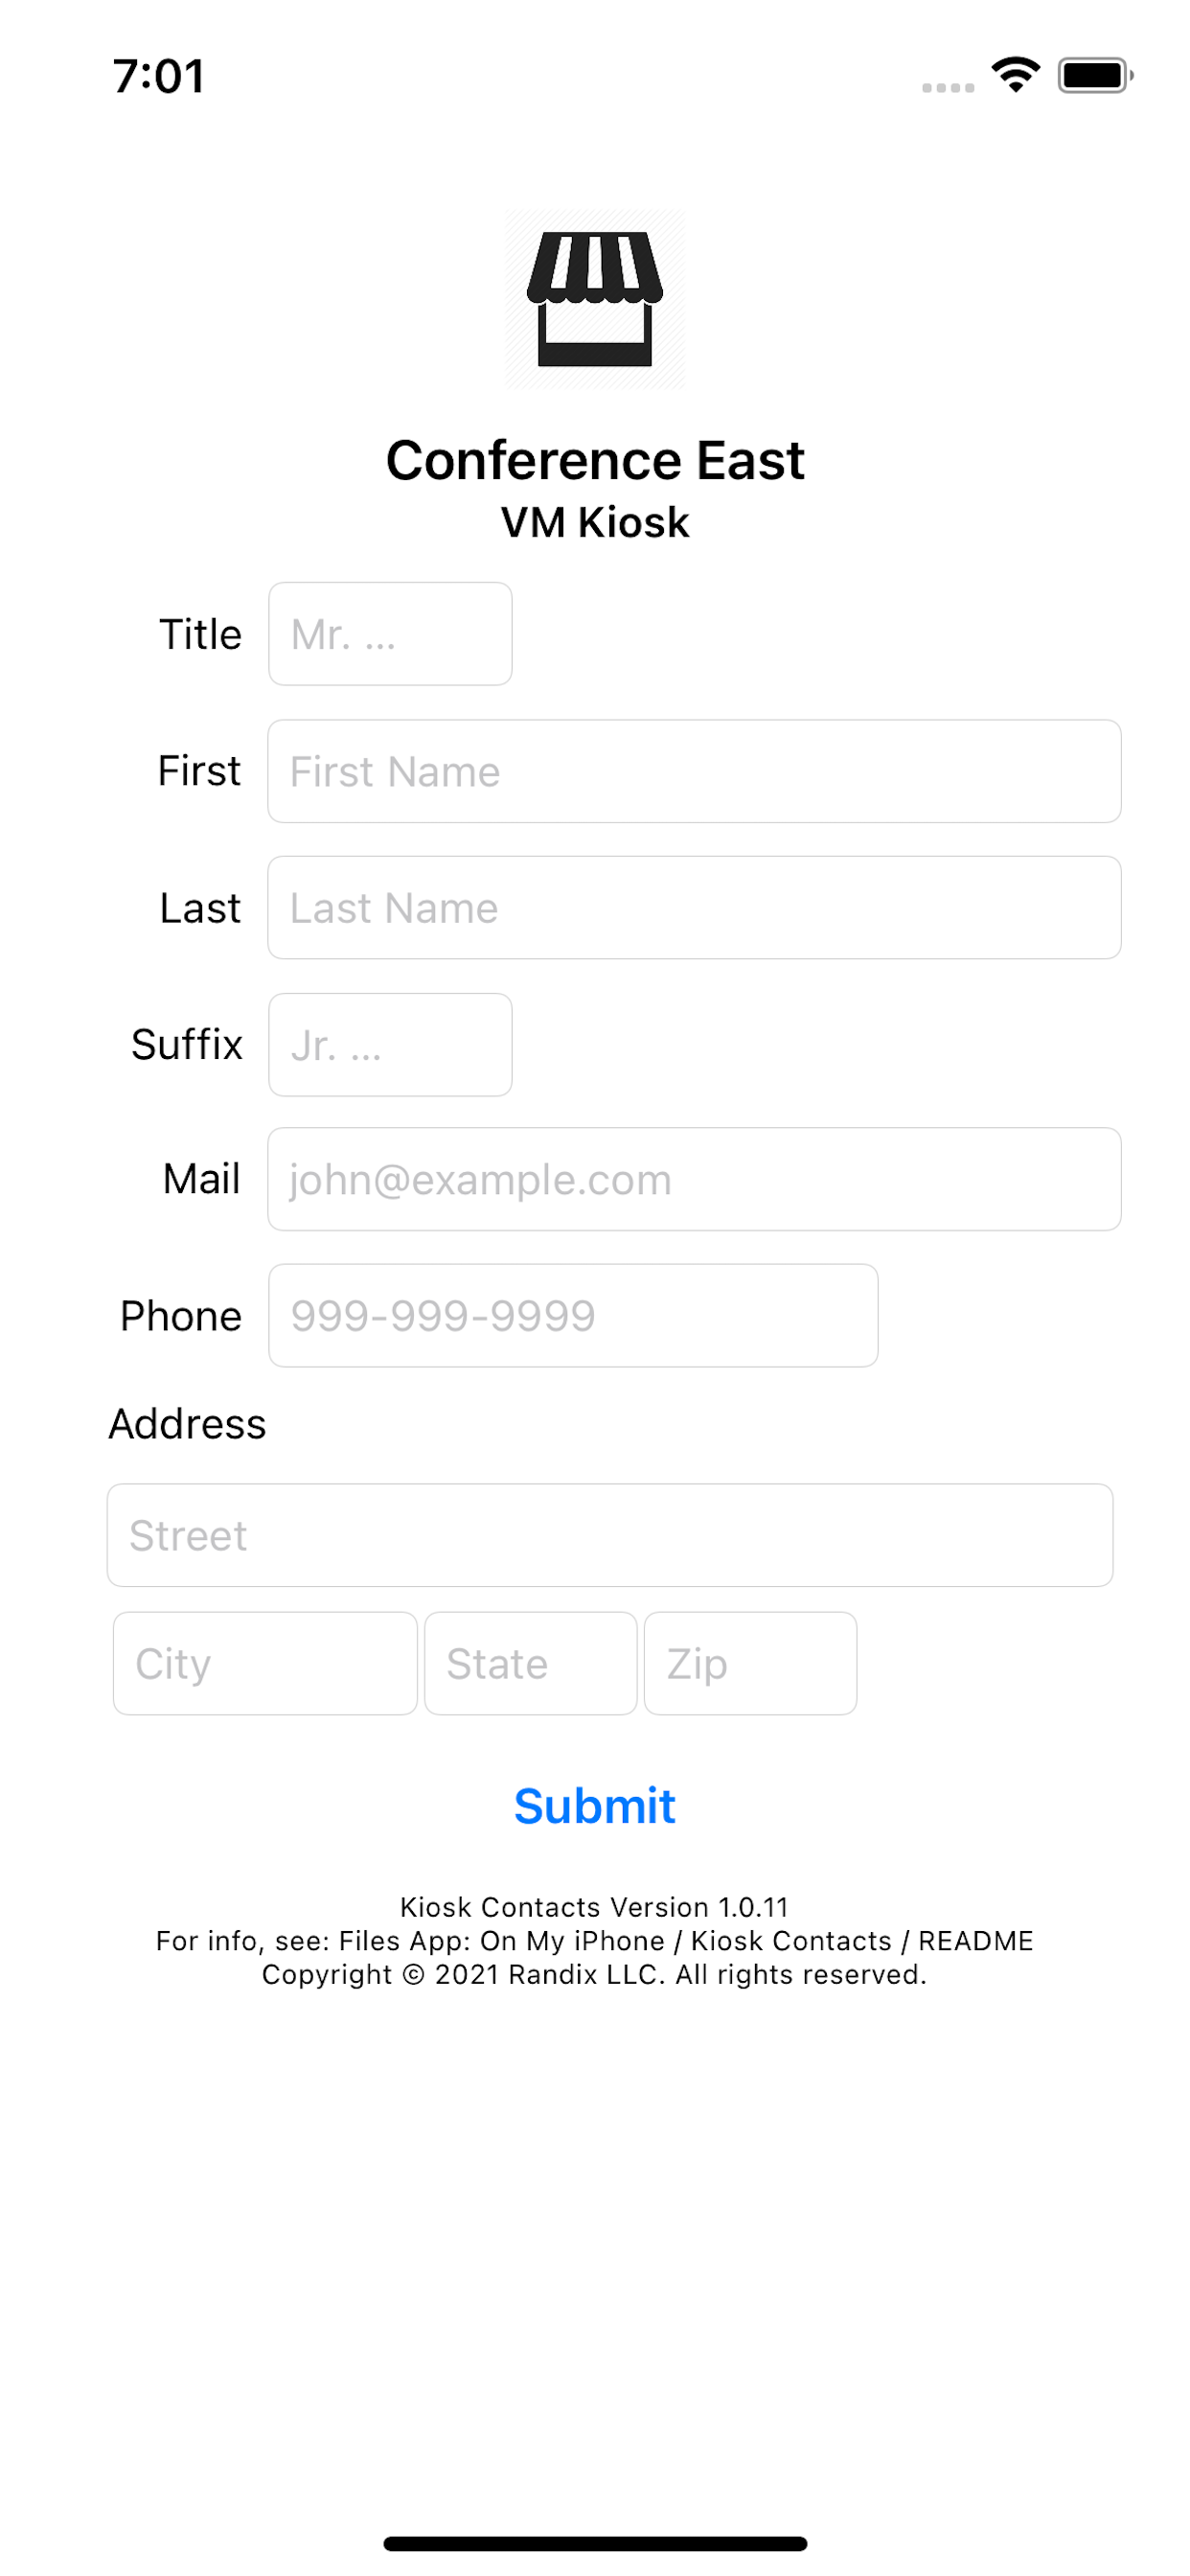 7:01
Conference East
VM Kiosk
Title Mr. ...
First First Name
Last Last Name
Suffix Jr. ...
Mail john@example.com
Phone 999-999-9999
Address
Street
City State Zip
Submit
Kiosk Contacts Version 1.0.11
For info, see: Files App: On My iPhone / Kiosk Contacts / README
Copyright © 2021 Randix LLC. All rights reserved.